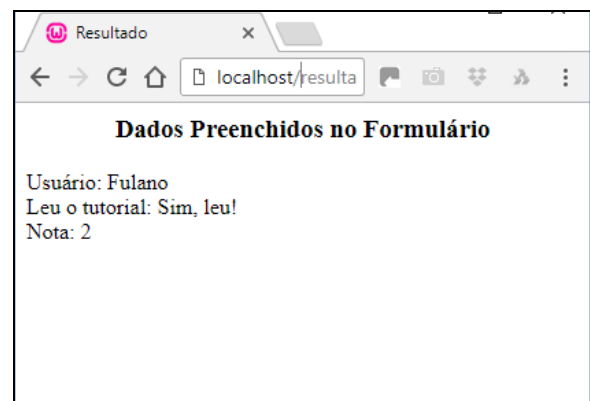 Resultado
localhost/resulta
Dados Preenchidos no Formulário
Usuário: Fulano
Leu o tutorial: Sim, leu!
Nota: 2